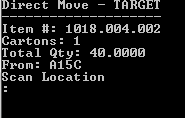 Direct Move - TARGET
--------------------
Item #: 1018.004.002
Cartons: 1
Total Qty: 40.0000
From: A15C
Scan Location
: